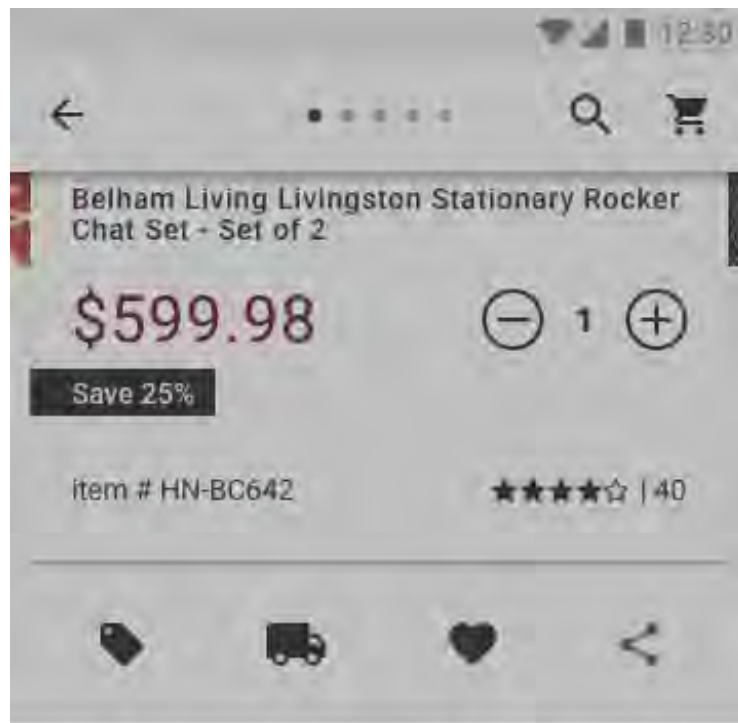 12:30
Belham Living Livingston Stationary Rocker
Chat Set - Set of 2
$599.98
1
Save 25%
item # HN-BC642
| 40